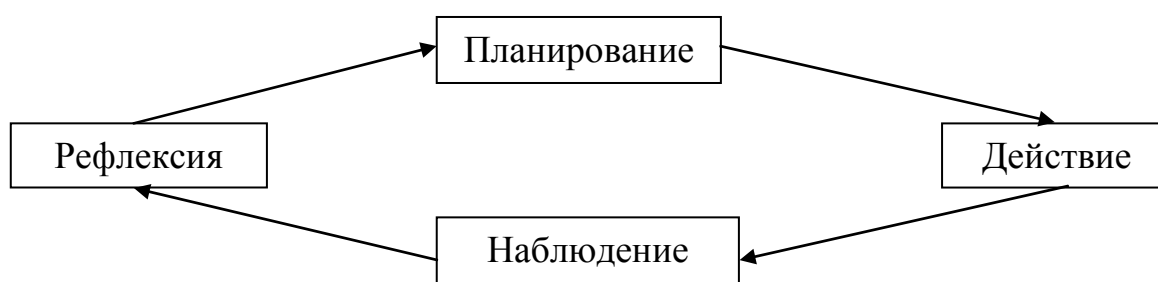 Планирование
Рефлексия
Действие
Наблюдение